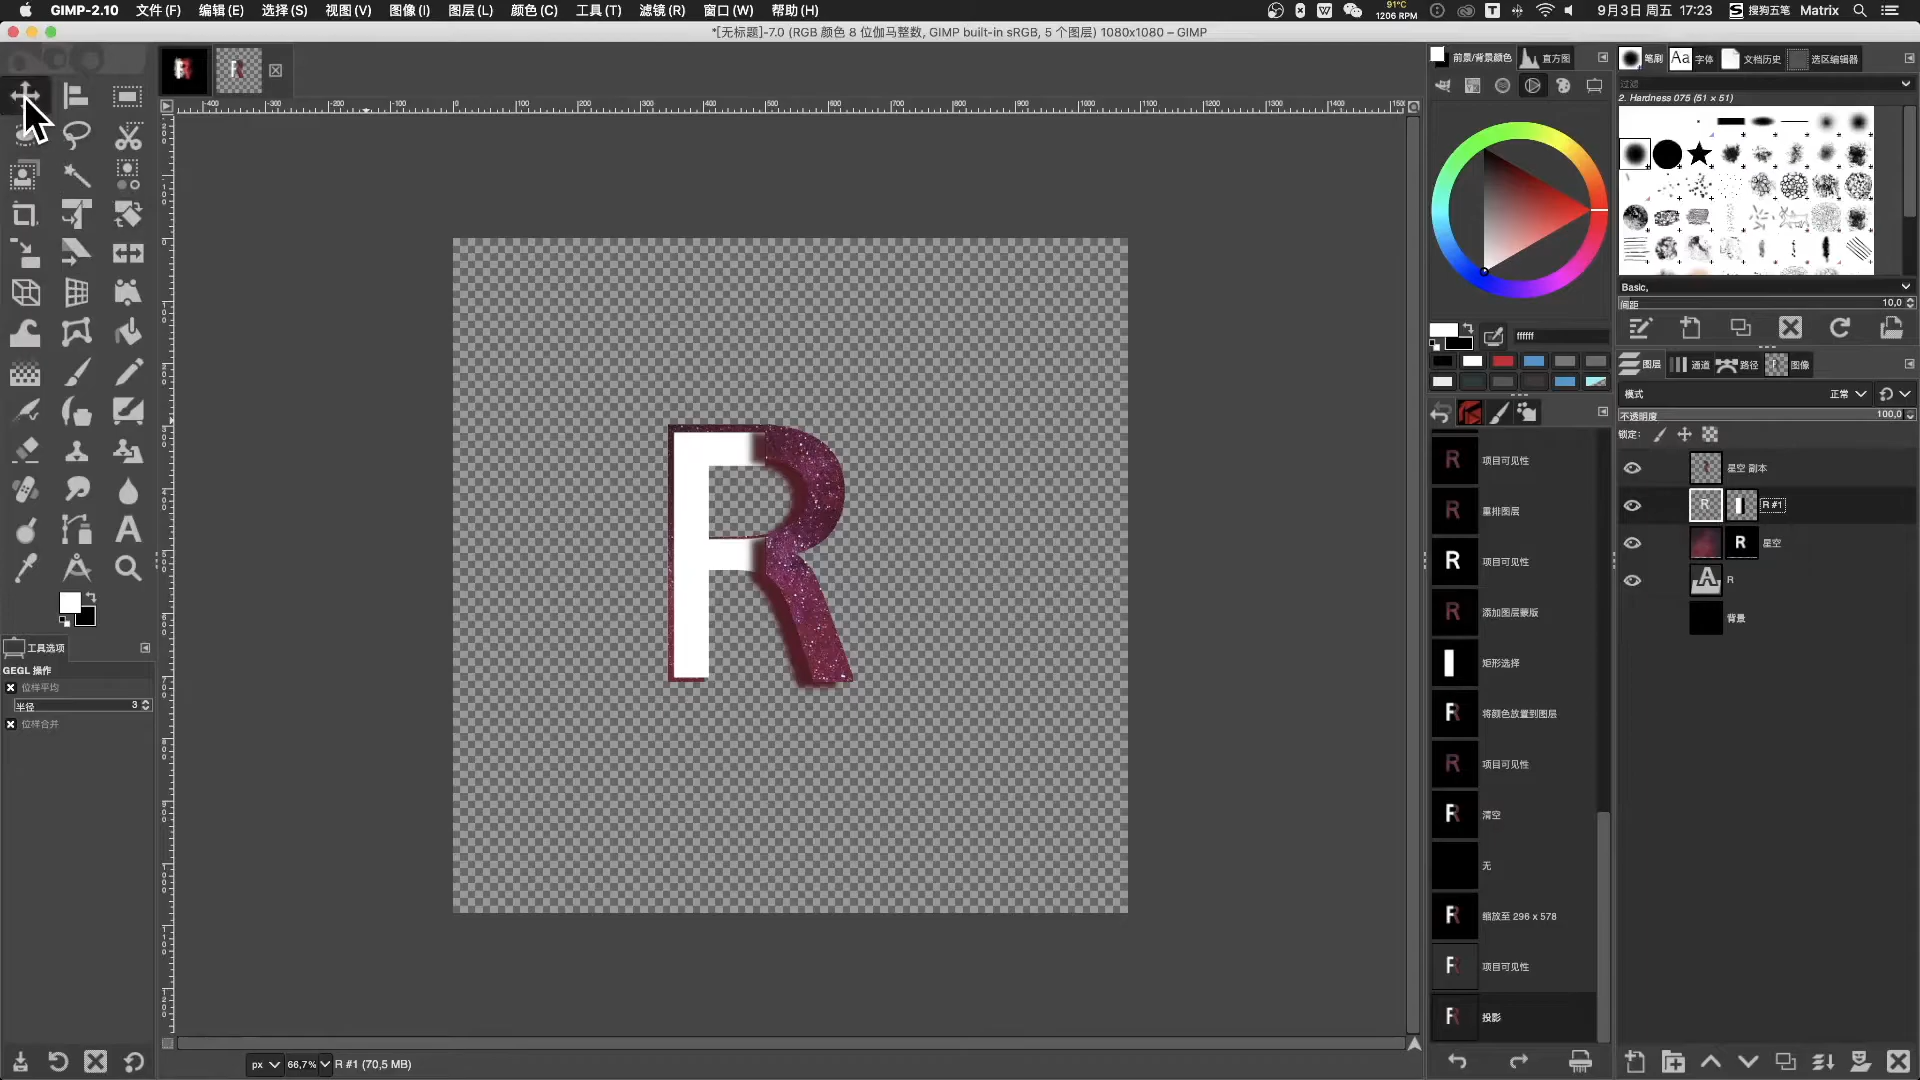 GIMP-2.10 文件(F) 编辑(E) 选择(S) 视图(V) 图像(I) 图层(L) 颜色(C) 工具(T) 滤镜(R) 窗口(W) 帮助(H) 91°C 1206 RPM 9月3日 周五 17:23 搜狗五笔 Matrix
*[无标题]-7.0 (RGB 颜色 8 位伽马整数, GIMP built-in sRGB, 5 个图层) 1080x1080 – GIMP
前景/背景颜色 直方图
笔刷 Aa 字体 文档历史 选区编辑器
过滤
2. Hardness 075 (51 × 51)
Basic,
间距 10,0
ffffff
图层 通道 路径 图像
模式 正常
不透明度 100,0
锁定:
星空 副本
R #1
星空
R
背景
项目可见性
重排图层
项目可见性
添加图层蒙版
矩形选择
将颜色放置到图层
项目可见性
清空
无
缩放至 296 x 578
项目可见性
投影
工具选项
GEGL 操作
位样平均
半径 3
位样合并
R
px 66,7% R #1 (70,5 MB)